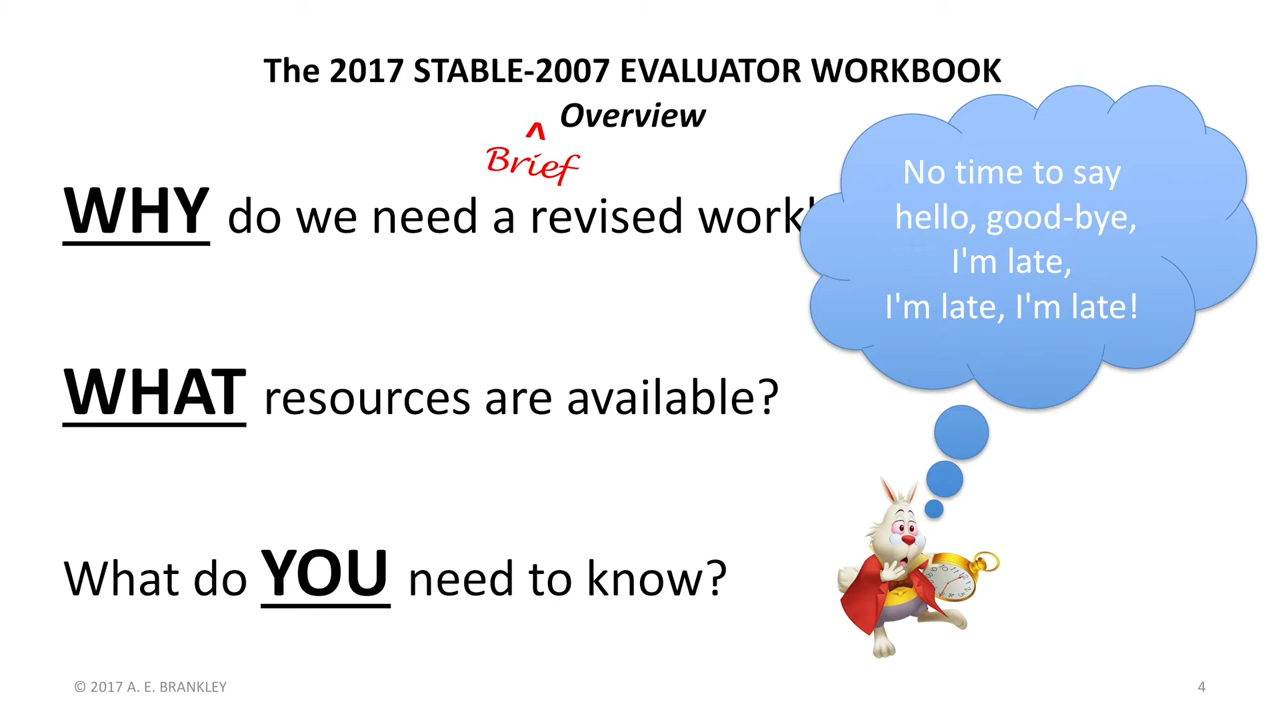 The 2017 STABLE-2007 EVALUATOR WORKBOOK
Overview
^
Brief
WHY do we need a revised
No time to say
hello, good-bye,
I'm late,
I'm late, I'm late!
WHAT resources are available?
What do YOU need to know?
© 2017 A. E. BRANKLEY
4